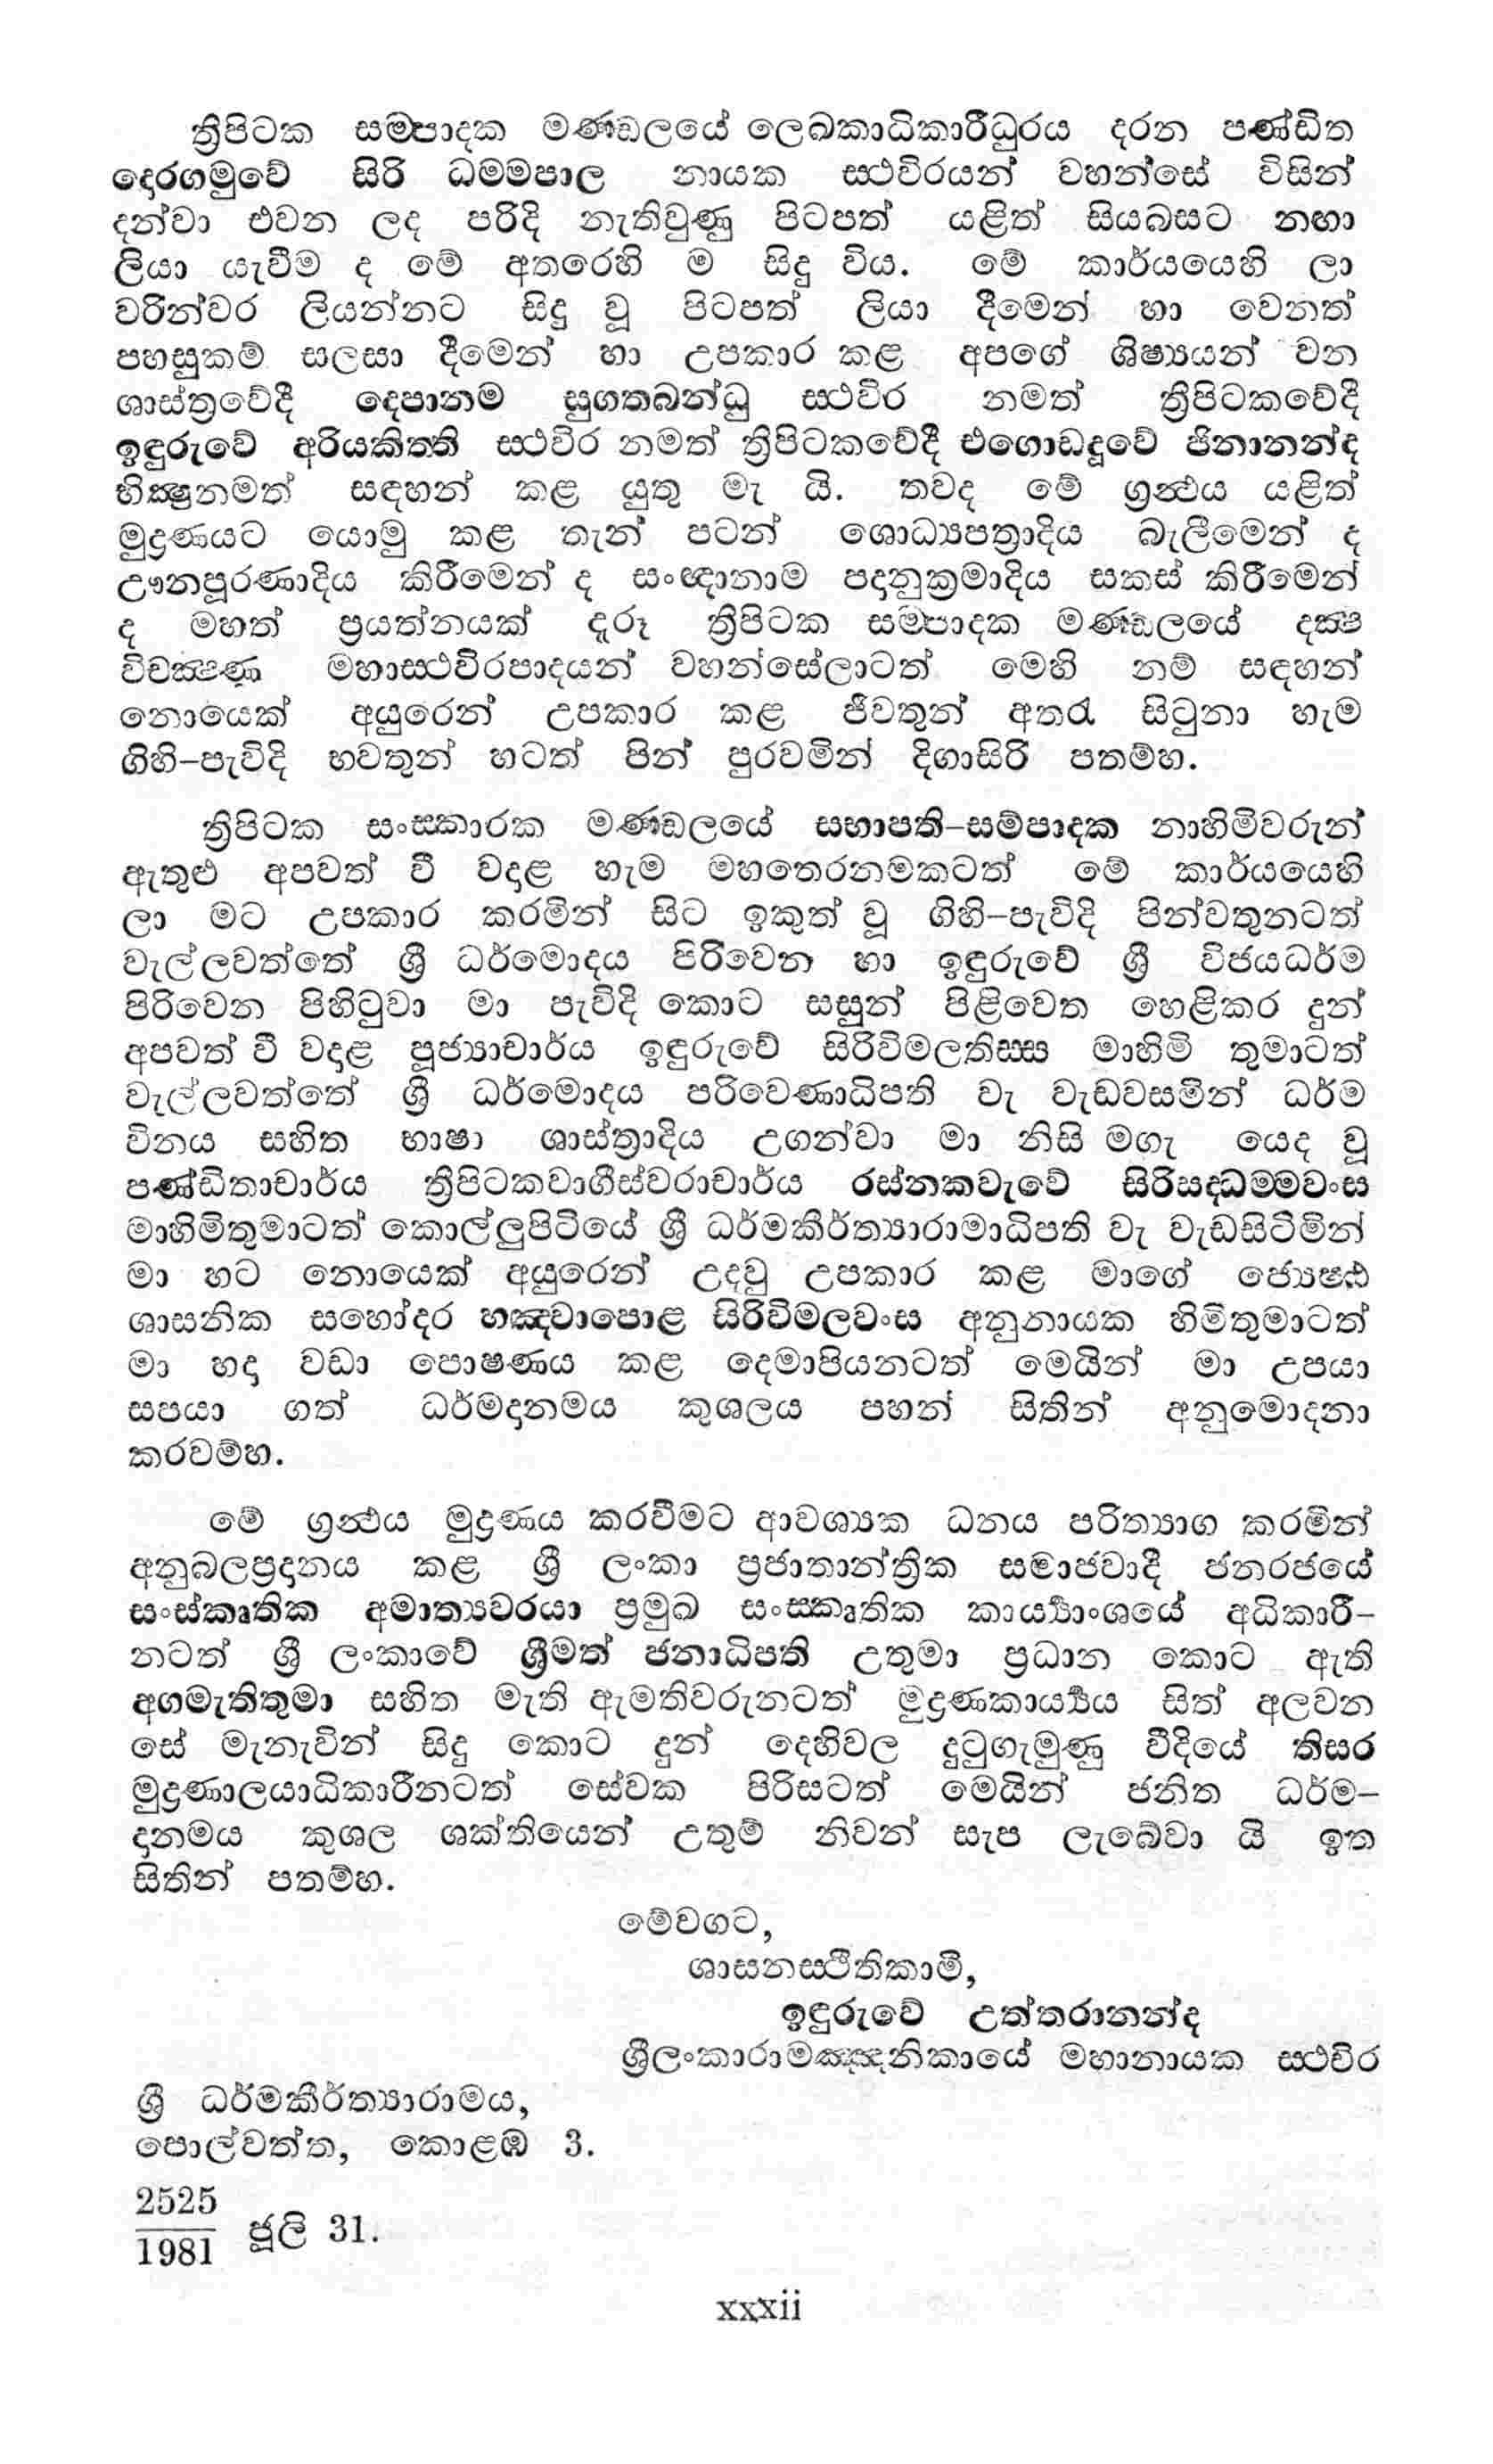 ත්‍රිපිටක සම්පාදක මණ්ඩලයේ ලෙඛකාධිකාරීධුරය දරන පණ්ඩිත
දොරගමුවේ සිරි ධම්මපාල නායක ස්ථවිරයන් වහන්සේ විසින්
දන්වා එවන ලද පරිදි නැතිවුණු පිටපත් යළිත් සියබසට නඟා
ලියා යැවීම ද මේ අතරෙහි ම සිදු විය. මේ කාර්යයෙහි ලා
වරින්වර ලියන්නට සිදු වූ පිටපත් ලියා දීමෙන් හා වෙනත්
පහසුකම් සලසා දීමෙන් හා උපකාර කළ අපගේ ශිෂ්‍යයන් වන
ශාස්ත්‍රවේදී දෙපානම සුගතබන්ධු ස්ථවිර නමත් ත්‍රිපිටකවේදී
ඉඳුරුවේ අරියකිත්ති ස්ථවිර නමත් ත්‍රිපිටකවේදී එගොඩදූවේ ජිනානන්ද
භික්‍ෂුනමත් සඳහන් කළ යුතු මැ යි. තවද මේ ග්‍රන්‍ථය යළිත්
මුද්‍රණයට යොමු කළ තැන් පටන් ශොධ්‍යපත්‍රාදිය බැලීමෙන් ද
ඌනපූරණාදිය කිරීමෙන් ද සංඥානාම පදානුක්‍රමාදිය සකස් කිරීමෙන්
ද මහත් ප්‍රයත්නයක් දැරූ ත්‍රිපිටක සම්පාදක මණ්ඩලයේ දක්‍ෂ
විචක්‍ෂණ මහාස්ථවිරපාදයන් වහන්සේලාටත් මෙහි නම් සඳහන්
නොයෙක් අයුරෙන් උපකාර කළ ජීවතුන් අතරැ සිටුනා හැම
ගිහි-පැවිදි භවතුන් හටත් පින් පුරවමින් දිගාසිරි පතම්හ.
ත්‍රිපිටක සංස්කාරක මණ්ඩලයේ සභාපති-සම්පාදක නාහිමිවරුන්
ඇතුළු අපවත් වී වදාළ හැම මහතෙරනමකටත් මේ කාර්යයෙහි
ලා මට උපකාර කරමින් සිට ඉකුත් වූ ගිහි-පැවිදි පින්වතුනටත්
වැල්ලවත්තේ ශ්‍රී ධර්මොදය පිරිවෙන හා ඉඳුරුවේ ශ්‍රී විජයධර්ම
පිරිවෙන පිහිටුවා මා පැවිදි කොට සසුන් පිළිවෙත හෙළිකර දුන්
අපවත් වී වදාළ පූජ්‍යාචාර්ය ඉඳුරුවේ සිරිවිමලතිස්ස මාහිමි තුමාටත්
වැල්ලවත්තේ ශ්‍රී ධර්මොදය පරිවෙණාධිපති වැ වැඩවසමින් ධර්ම
විනය සහිත භාෂා ශාස්ත්‍රාදිය උගන්වා මා නිසි මගැ යෙද වූ
පණ්ඩිතාචාර්ය ත්‍රිපිටකවාගීස්වරාචාර්ය රස්නකවැවේ සිරිසද්ධම්මවංස
මාහිමිතුමාටත් කොල්ලුපිටියේ ශ්‍රී ධර්මකීර්ත්‍යාරාමාධිපති වැ වැඩසිටිමින්
මා හට නොයෙක් අයුරෙන් උදවු උපකාර කළ මාගේ ජ්‍යෙෂ්ඨ
ශාසනික සහෝදර හඤ්චාපොළ සිරිවිමලවංස අනුනායක හිමිතුමාටත්
මා හදා වඩා පොෂණය කළ දෙමාපියනටත් මෙයින් මා උපයා
සපයා ගත් ධර්මදානමය කුශලය පහන් සිතින් අනුමොදනා
කරවම්හ.
මේ ග්‍රන්‍ථය මුද්‍රණය කරවීමට ආවශ්‍යක ධනය පරිත්‍යාග කරමින්
අනුබලප්‍රදානය කළ ශ්‍රී ලංකා ප්‍රජාතාන්ත්‍රික සමාජවාදී ජනරජයේ
සංස්කෘතික අමාත්‍යවරයා ප්‍රමුඛ සංස්කෘතික කාර්‍ය්‍යාංශයේ අධිකාරී-
නටත් ශ්‍රී ලංකාවේ ශ්‍රීමත් ජනාධිපති උතුමා ප්‍රධාන කොට ඇති
අගමැතිතුමා සහිත මැති ඇමතිවරුනටත් මුද්‍රණකාර්‍ය්‍යය සිත් අලවන
සේ මැනැවින් සිදු කොට දුන් දෙහිවල දුටුගැමුණු වීදියේ තිසර
මුද්‍රණාලයාධිකාරීනටත් සේවක පිරිසටත් මෙයින් ජනිත ධර්ම-
දානමය කුශල ශක්තියෙන් උතුම් නිවන් සැප ලැබේවා යි ඉත
සිතින් පතම්හ.
මේවගට,
ශාසනස්ථිතිකාමී,
ඉඳුරුවේ උත්තරානන්ද
ශ්‍රීලංකාරාමඤ්ඤනිකායේ මහානායක ස්ථවිර
ශ්‍රී ධර්මකීර්ත්‍යාරාමය,
පොල්වත්ත, කොළඹ 3.
2525
1981 ජූලි 31.
xxxii